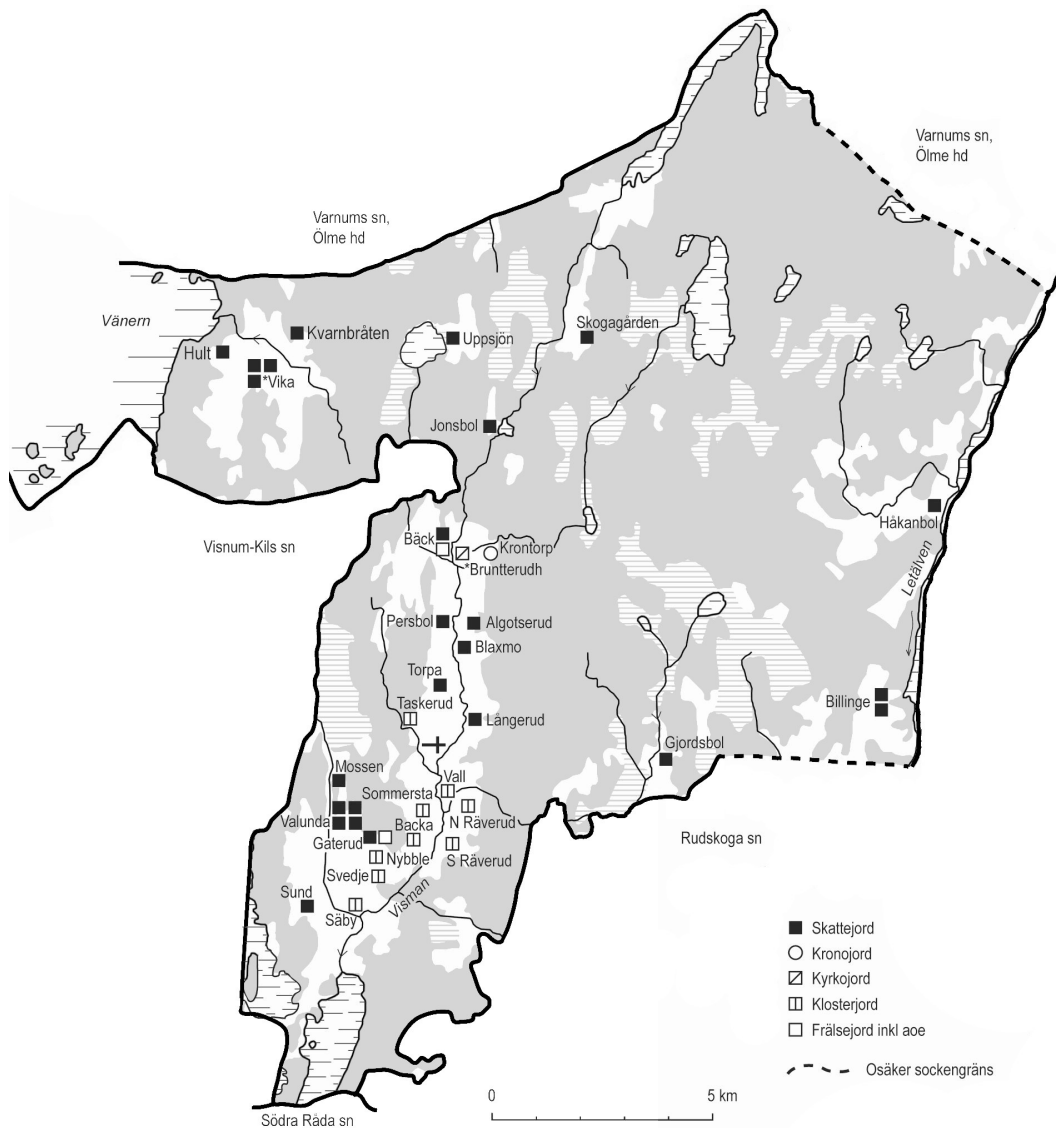 Varnums sn,
Ölme hd
Varnums sn,
Ölme hd
Vänern
Kvarnbråten
Hult
*Vika
Uppsjön
Skogagården
Jonsbol
Håkanbol
Visnum-Kils sn
Bäck
Krontorp
*Bruntterudh
Letälven
Persbol
Algotserud
Blaxmo
Torpa
Taskerud
Långerud
Billinge
Gjordsbol
Mossen
Vall
Sommersta
Valunda
Backa
N Räverud
Gaterud
Nybble
S Räverud
Rudskoga sn
Svedje
Visman
Sund
Säby
Skattejord
Kronojord
Kyrkojord
Klosterjord
Frälsejord inkl aoe
Osäker sockengräns
0 5 km
Södra Råda sn